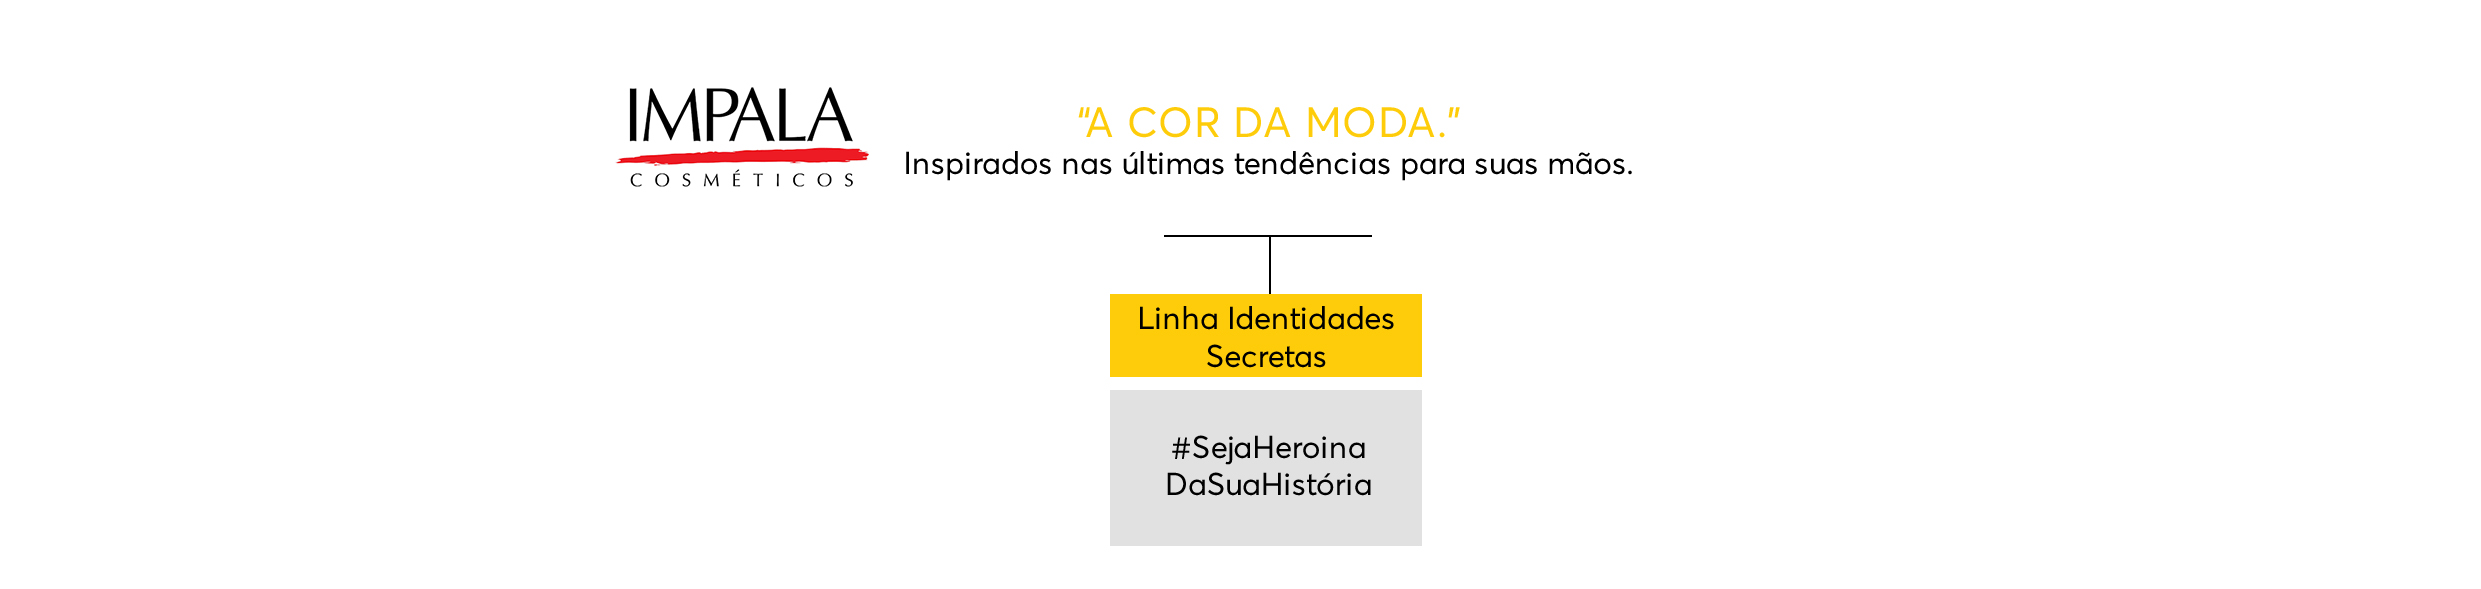 IMPALA
COSMÉTICOS
“A COR DA MODA.”
Inspirados nas últimas tendências para suas mãos.
Linha Identidades
Secretas
#SejaHeroina
DaSuaHistória